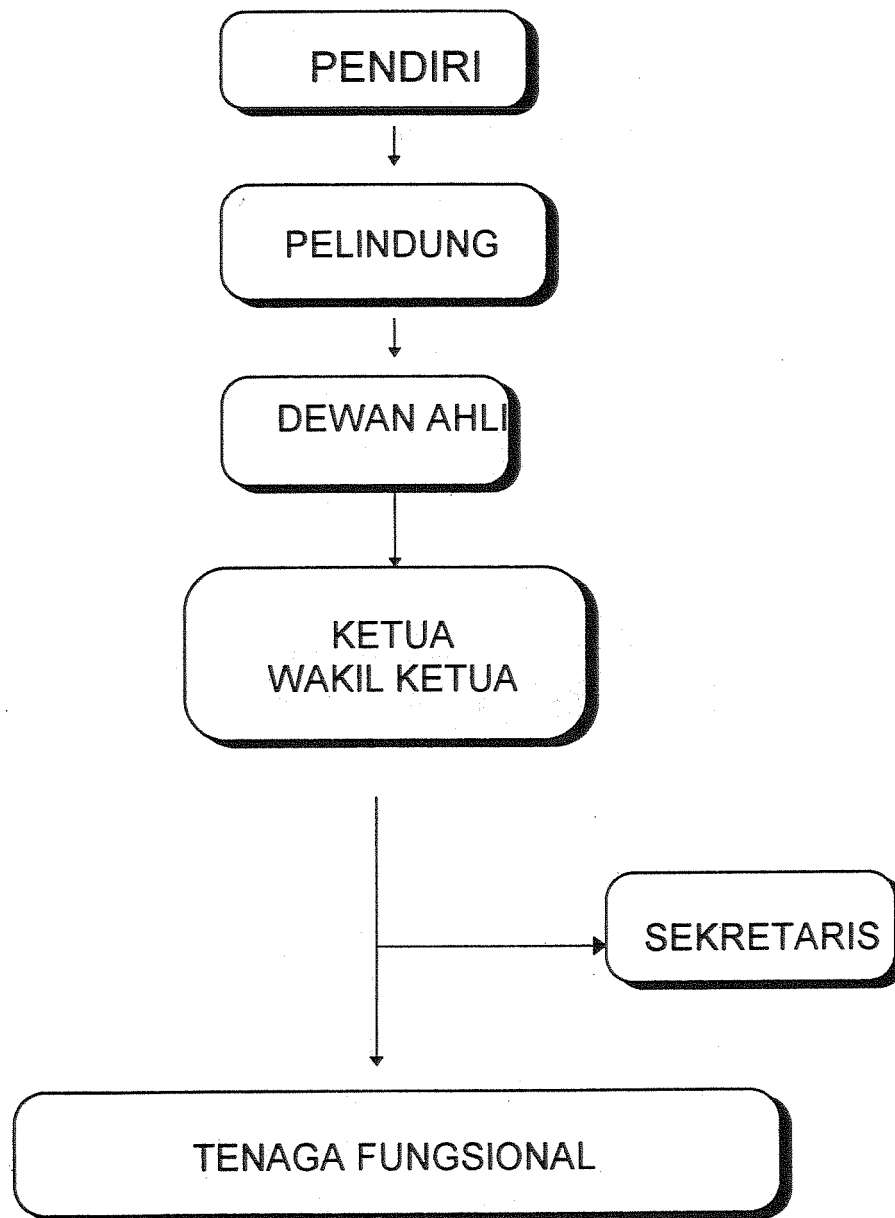 PENDIRI
PELINDUNG
DEWAN AHLI
KETUA
WAKIL KETUA
SEKRETARIS
TENAGA FUNGSIONAL